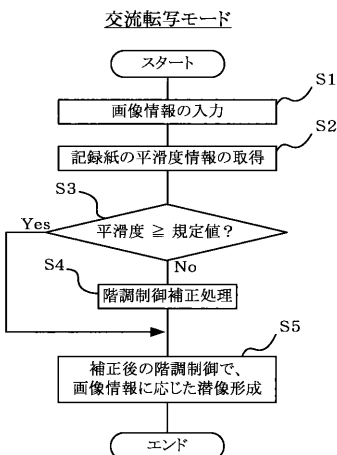 交流転写モード
スタート
S1
画像情報の入力
S2
記録紙の平滑度情報の取得
S3
Yes
平滑度 ≧ 規定値?
No
S4
階調制御補正処理
S5
補正後の階調制御で、
画像情報に応じた潜像形成
エンド